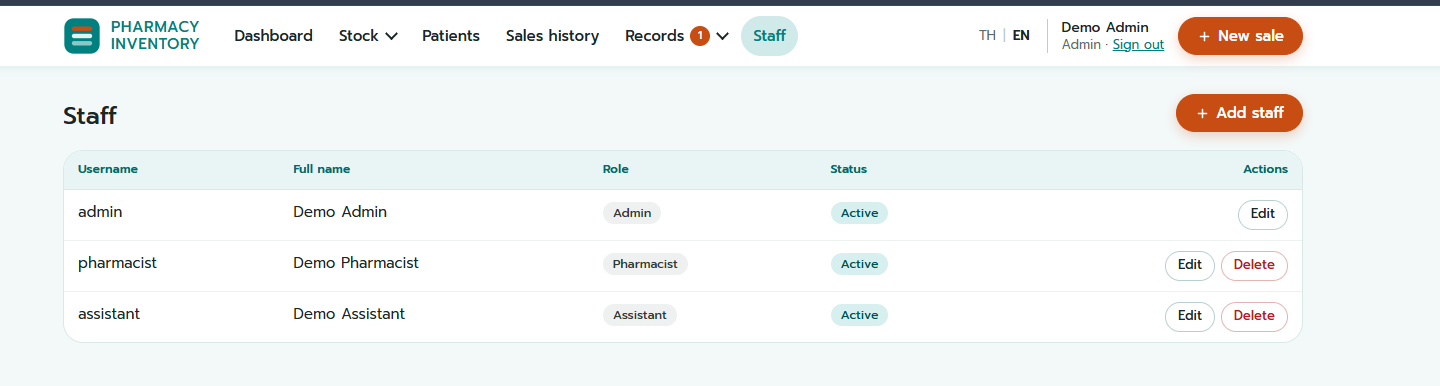 PHARMACY
INVENTORY
Dashboard Stock Patients Sales history Records 1 Staff
TH | EN
Demo Admin
Admin · Sign out
+ New sale
Staff
+ Add staff
Username Full name Role Status Actions
admin Demo Admin Admin Active Edit
pharmacist Demo Pharmacist Pharmacist Active Edit Delete
assistant Demo Assistant Assistant Active Edit Delete